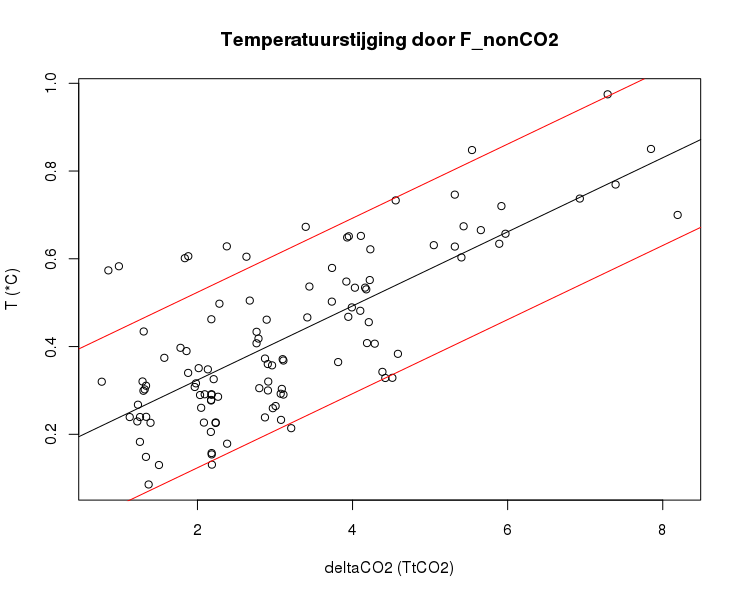 Temperatuurstijging door F_nonCO2
T (*C)
1.0
0.8
0.6
0.4
0.2
2 4 6 8
deltaCO2 (TtCO2)